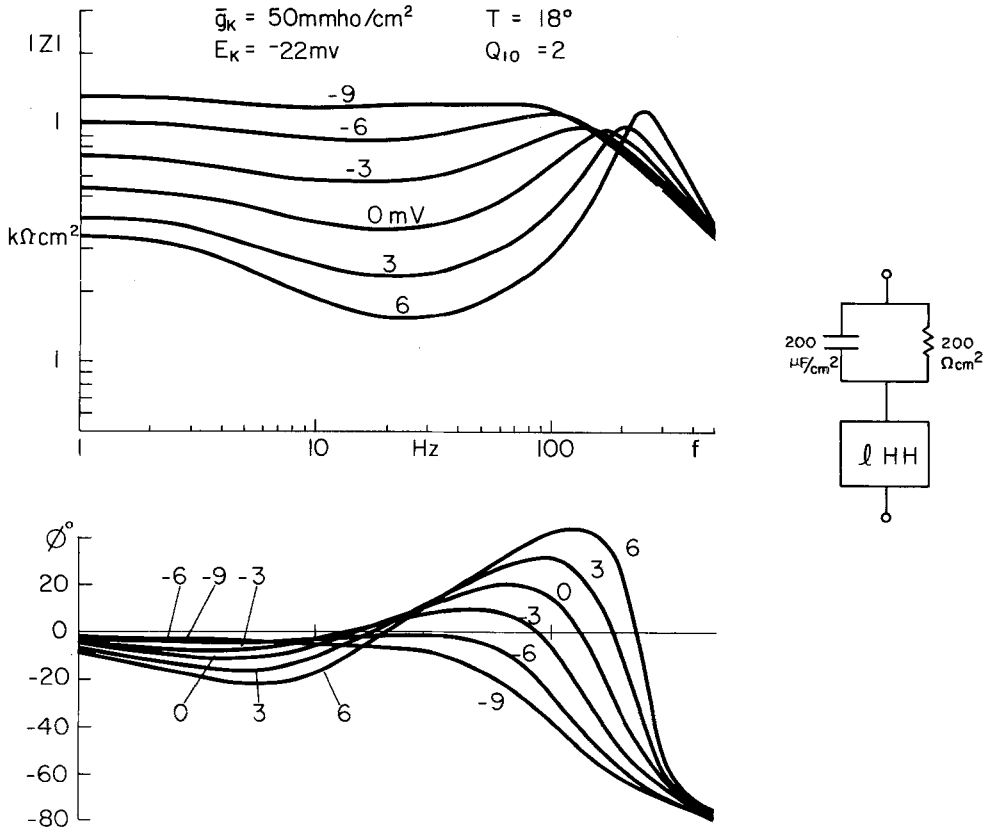 ḡK = 50mmho/cm² T = 18°
EK = -22mv Q10 = 2
|Z|
-9
1
-6
-3
0 mV
kΩcm²
3
6
1
1 10 Hz 100 f
200 µF/cm²
200 Ωcm²
ℓ HH
ø°
6
-6 -9 -3
3
20
0
-3
0
-6
-20
-9
0 3 6
-40
-60
-80